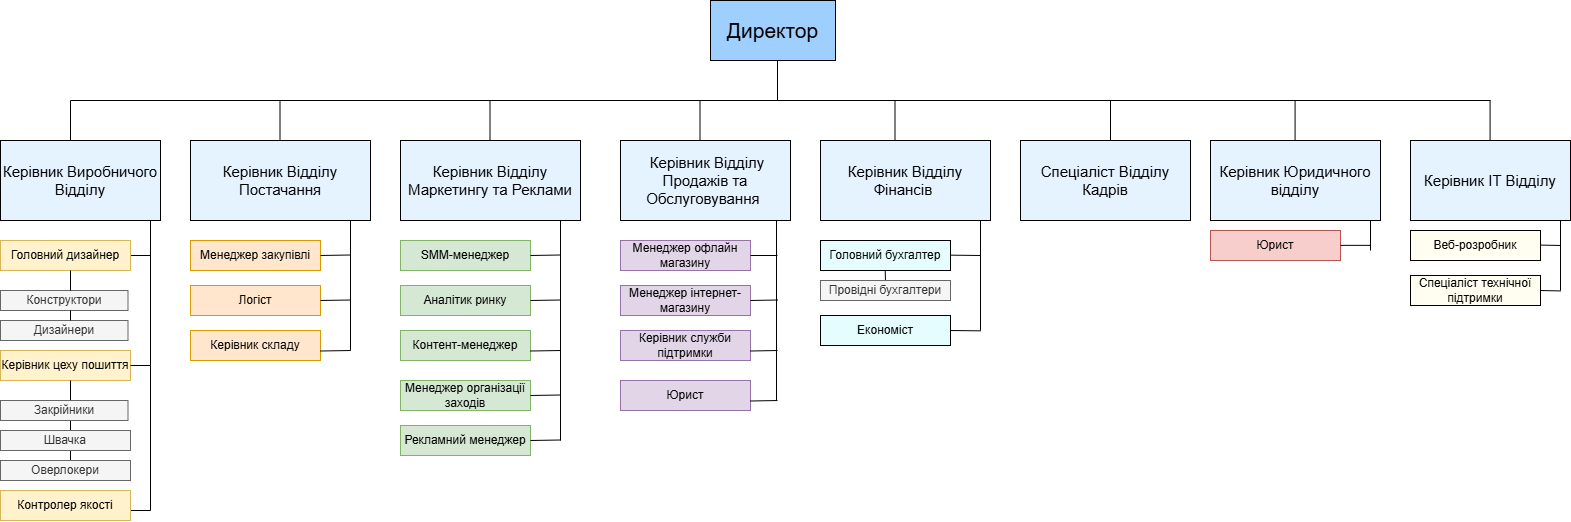 Директор
Керівник Виробничого
Відділу
Керівник Відділу
Постачання
Керівник Відділу
Маркетингу та Реклами
Керівник Відділу
Продажів та
Обслуговування
Керівник Відділу
Фінансів
Спеціаліст Відділу
Кадрів
Керівник Юридичного
відділу
Керівник ІТ Відділу
Головний дизайнер
Конструктори
Дизайнери
Керівник цеху пошиття
Закрійники
Швачка
Оверлокери
Контролер якості
Менеджер закупівлі
Логіст
Керівник складу
SMM-менеджер
Аналітик ринку
Контент-менеджер
Менеджер організації
заходів
Рекламний менеджер
Менеджер офлайн
магазину
Менеджер інтернет-
магазину
Керівник служби
підтримки
Юрист
Головний бухгалтер
Провідні бухгалтери
Економіст
Юрист
Веб-розробник
Спеціаліст технічної
підтримки